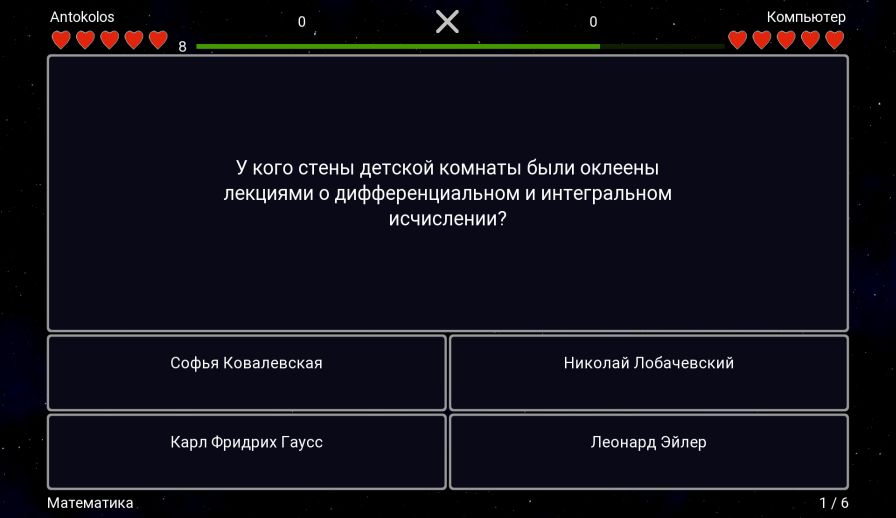 Antokolos
0
0
Компьютер
8
У кого стены детской комнаты были оклеены
лекциями о дифференциальном и интегральном
исчислении?
Софья Ковалевская
Николай Лобачевский
Карл Фридрих Гаусс
Леонард Эйлер
Математика
1 / 6